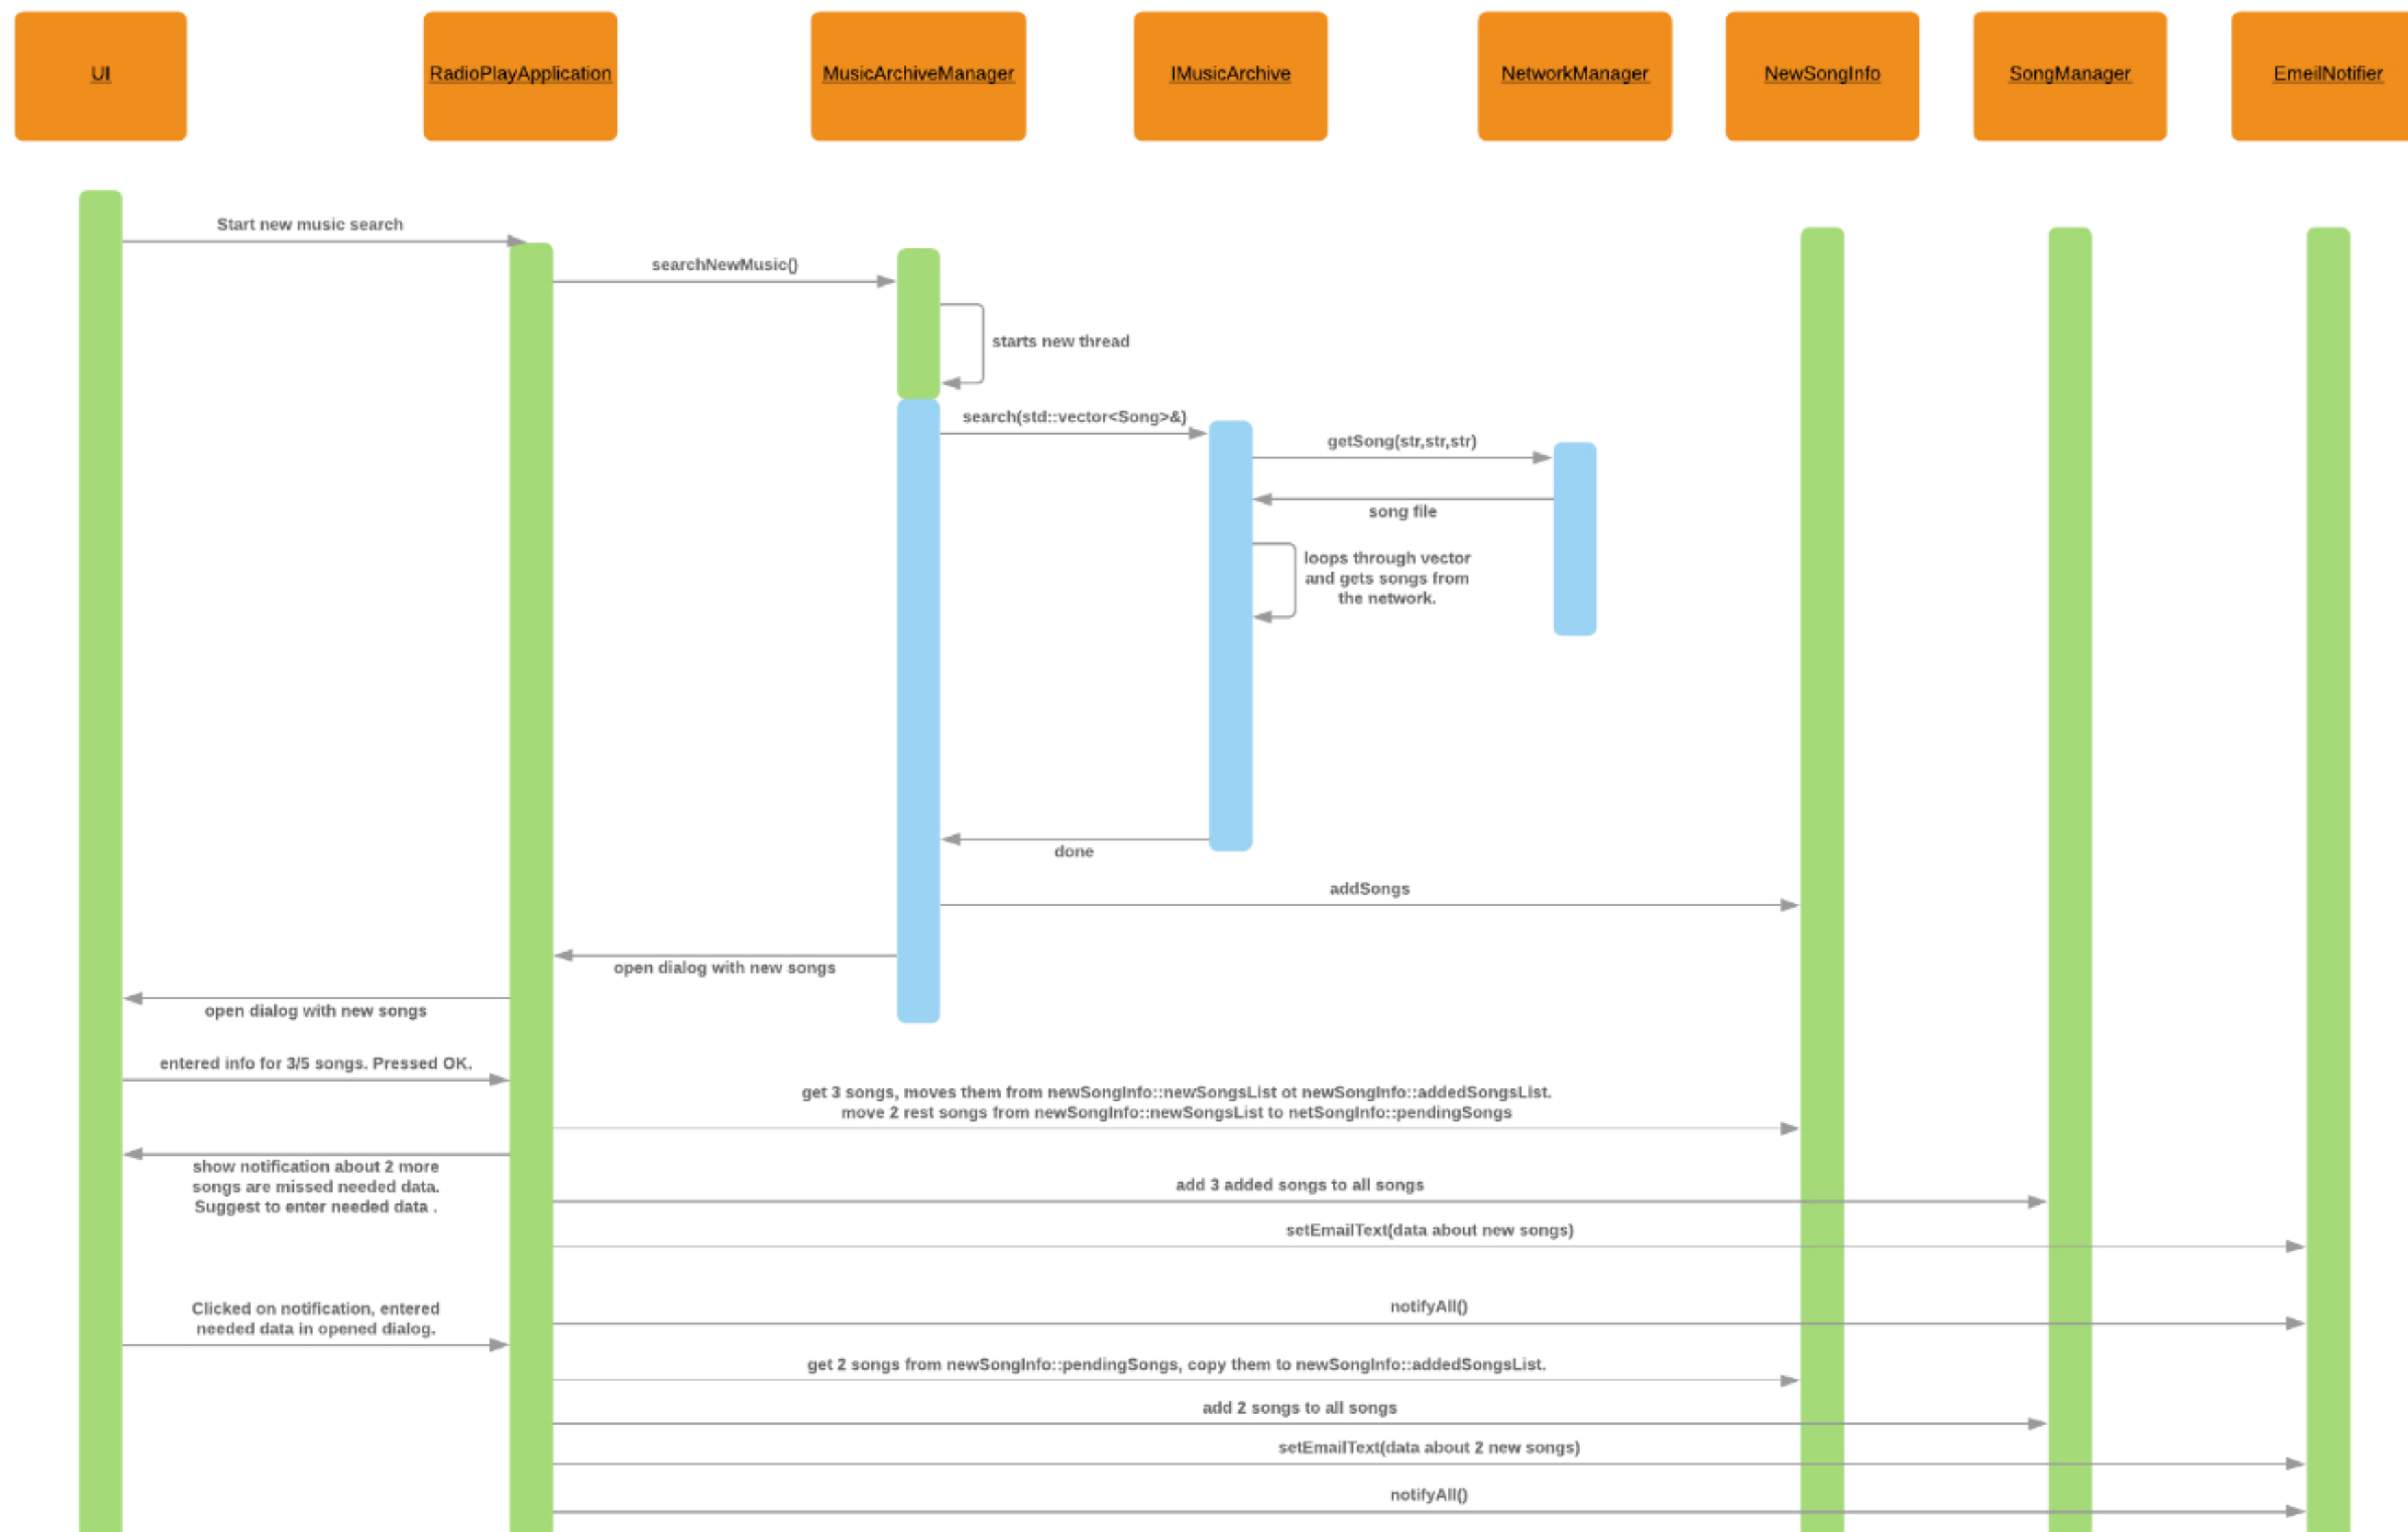 UI
RadioPlayApplication
MusicArchiveManager
IMusicArchive
NetworkManager
NewSongInfo
SongManager
EmeilNotifier
Start new music search
searchNewMusic()
starts new thread
search(std::vector<Song>&)
getSong(str,str,str)
song file
loops through vector
and gets songs from
the network.
done
addSongs
open dialog with new songs
open dialog with new songs
entered info for 3/5 songs. Pressed OK.
get 3 songs, moves them from newSongInfo::newSongsList ot newSongInfo::addedSongsList.
move 2 rest songs from newSongInfo::newSongsList to netSongInfo::pendingSongs
show notification about 2 more
songs are missed needed data.
Suggest to enter needed data .
add 3 added songs to all songs
setEmailText(data about new songs)
Clicked on notification, entered
needed data in opened dialog.
notifyAll()
get 2 songs from newSongInfo::pendingSongs, copy them to newSongInfo::addedSongsList.
add 2 songs to all songs
setEmailText(data about 2 new songs)
notifyAll()